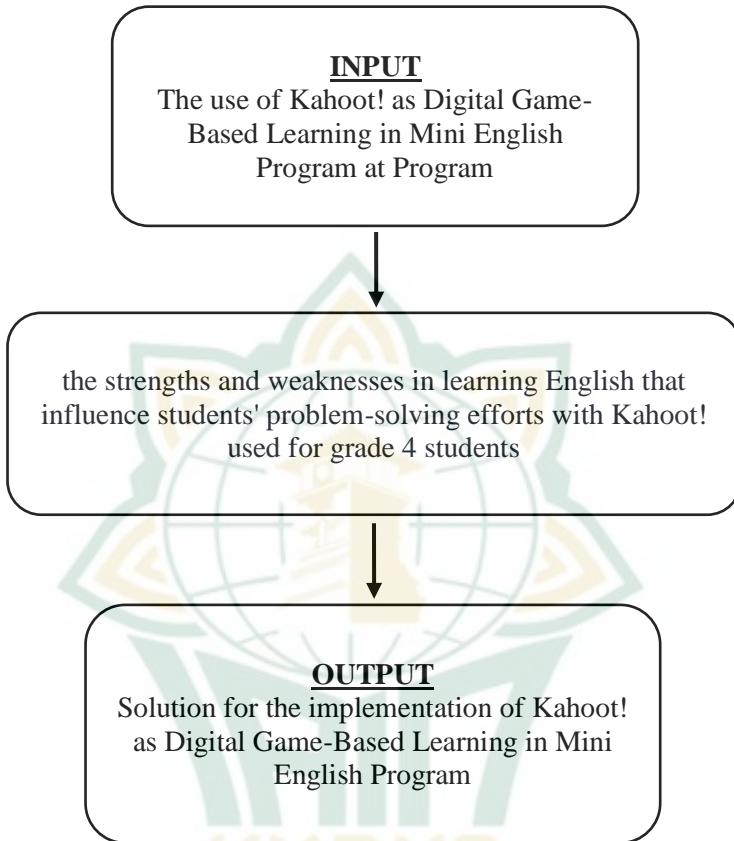 INPUT
The use of Kahoot! as Digital Game-
Based Learning in Mini English
Program at Program
the strengths and weaknesses in learning English that
influence students' problem-solving efforts with Kahoot!
used for grade 4 students
OUTPUT
Solution for the implementation of Kahoot!
as Digital Game-Based Learning in Mini
English Program